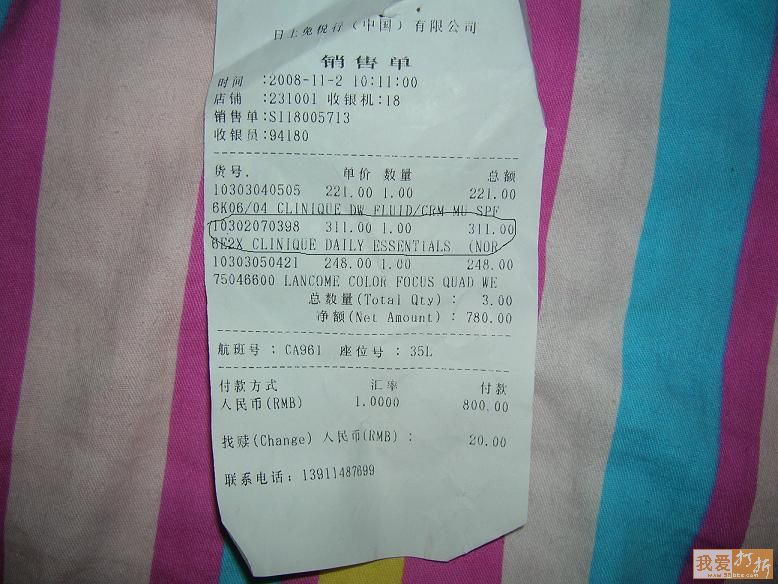 日上免税行(中国)有限公司
销售单
时间 :2008-11-2 10:11:00
店铺 :231001 收银机:18
销售单:S118005713
收银员:94180
货号. 单价 数量 总额
10303040505 221.00 1.00 221.00
6K06/04 CLINIQUE DW FLUID/CRM MU SPF
10302070398 311.00 1.00 311.00
6E2X CLINIQUE DAILY ESSENTIALS (NOR
10303050421 248.00 1.00 248.00
75046600 LANCOME COLOR FOCUS QUAD WE
总数量(Total Qty) : 3.00
净额(Net Amount) : 780.00
航班号 : CA961 座位号 : 35L
付款方式 汇率 付款
人民币(RMB) 1.0000 800.00
找赎(Change) 人民币(RMB) : 20.00
联系电话: 13911487699
我爱打折
www.55bbs.com